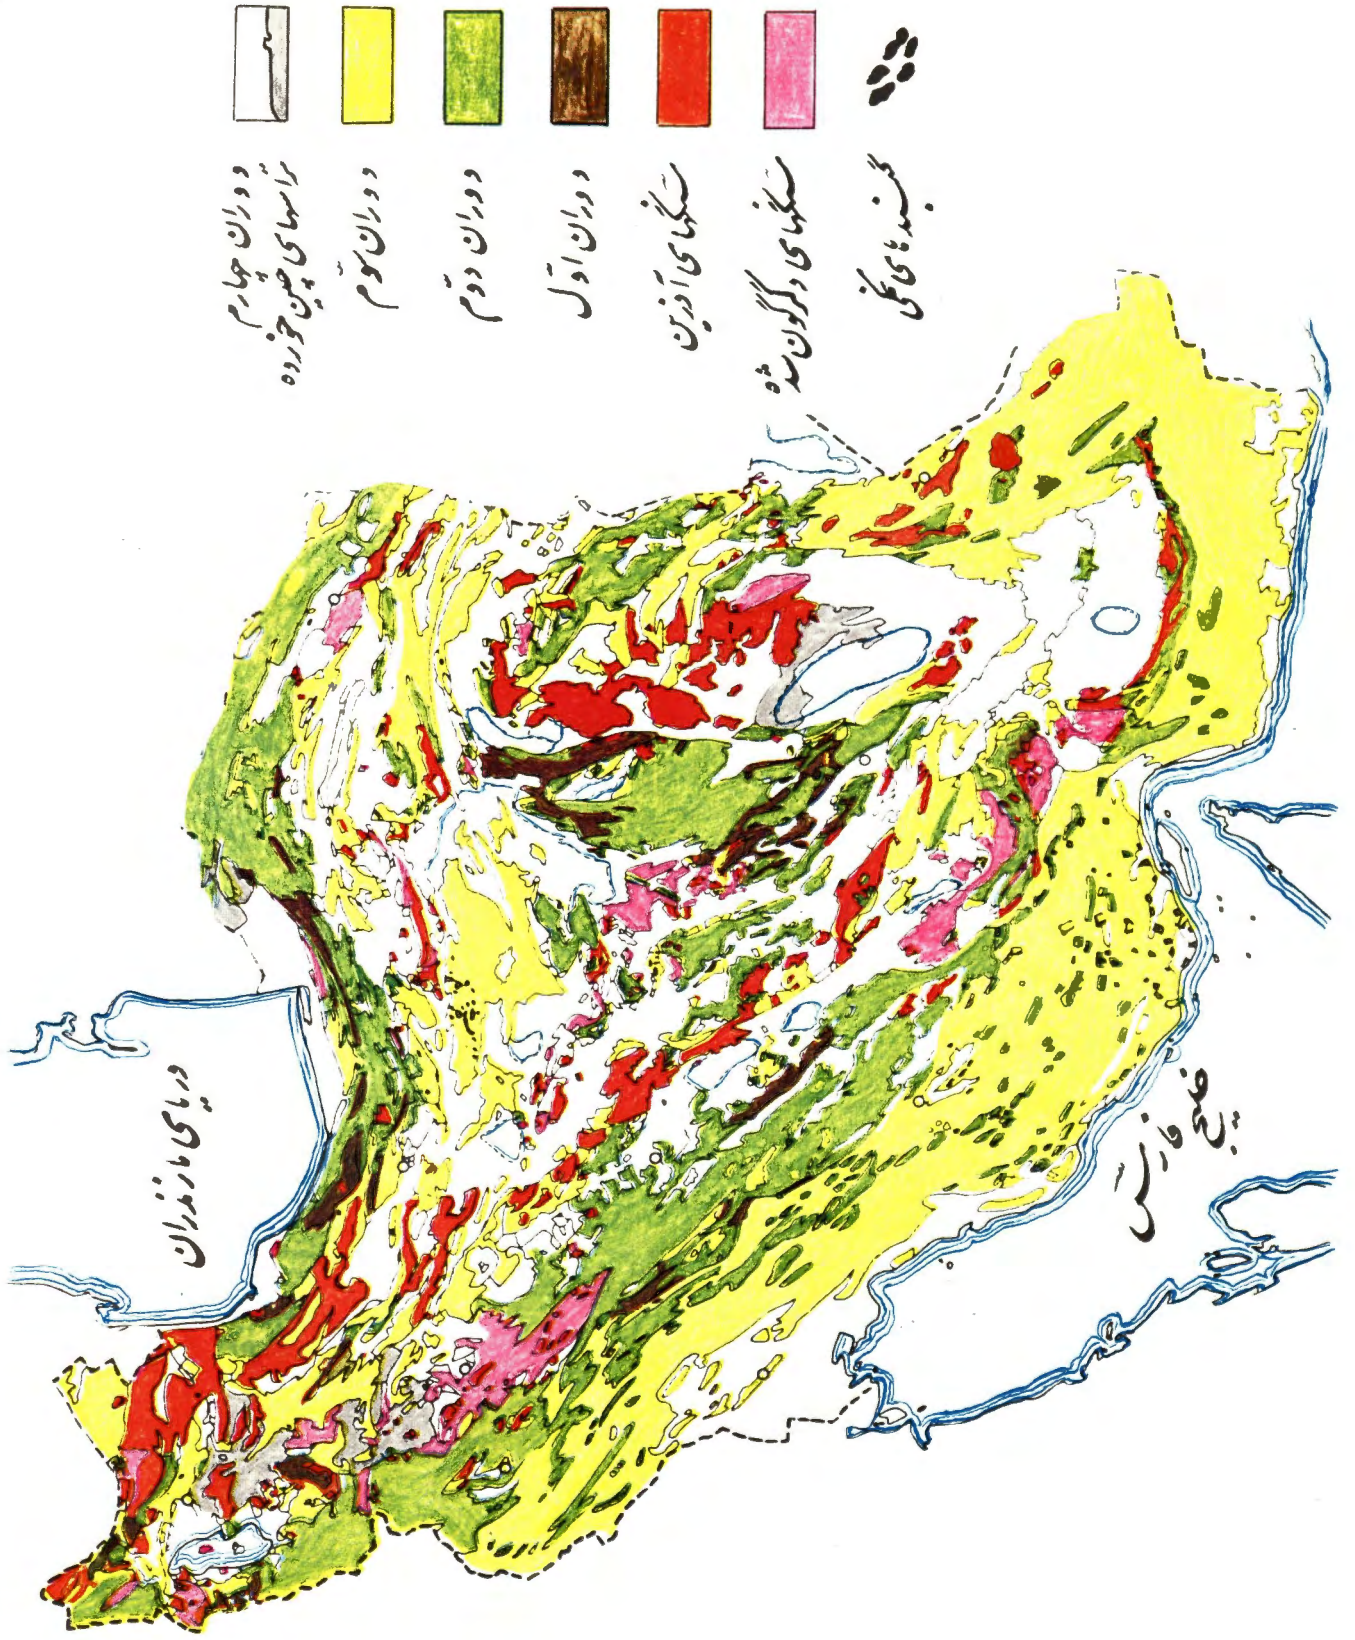 گنبدهای نمکی
سنگهای دگرگون شده
سنگهای آذرین
دوران اول
دوران دوم
دوران سوم
دوران چهارم
تراسهای چین خورده
دریای مازندران
خلیج فارس